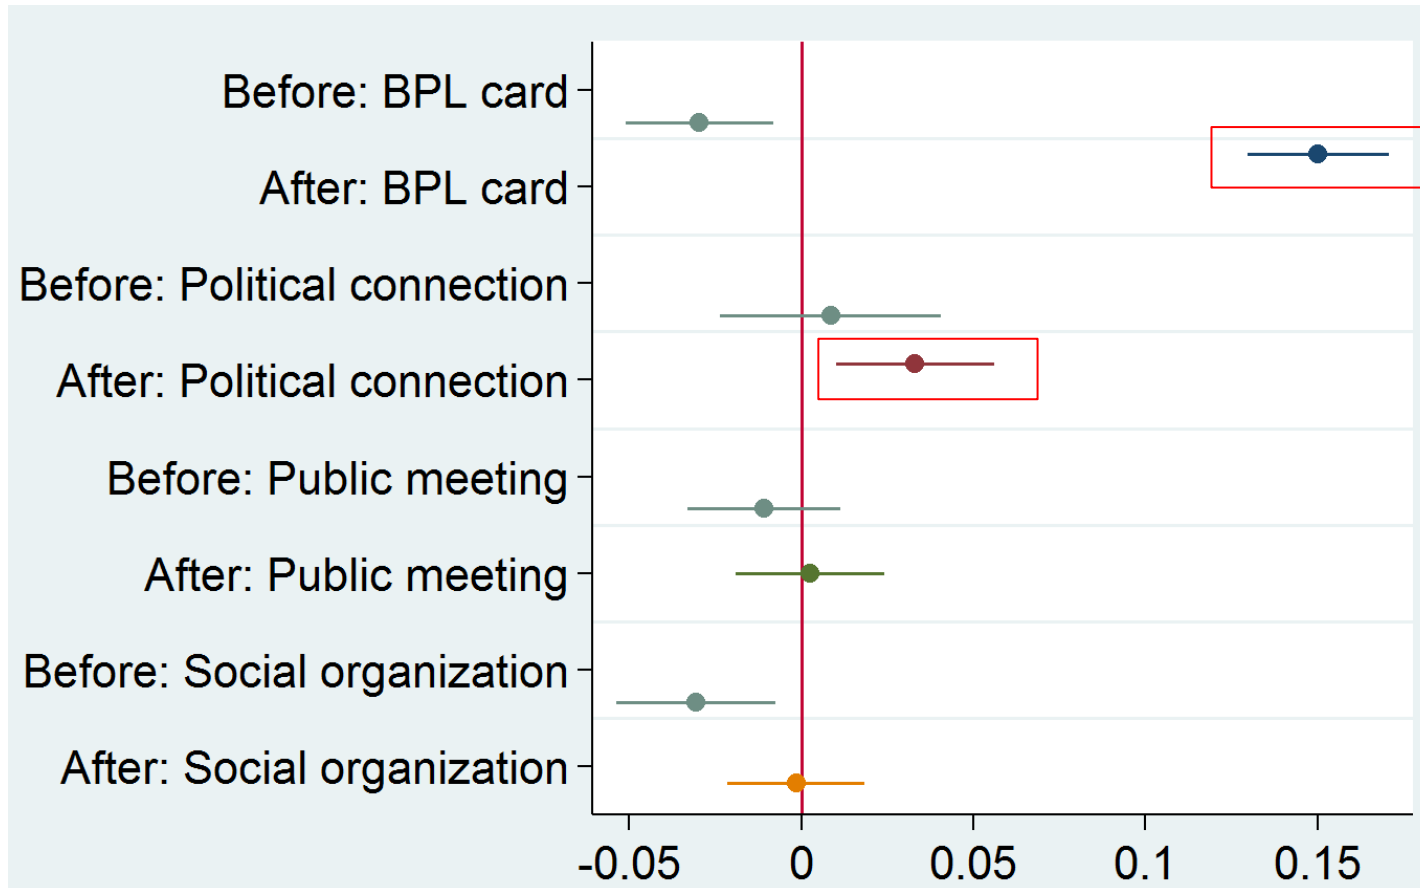 Before: BPL card
After: BPL card
Before: Political connection
After: Political connection
Before: Public meeting
After: Public meeting
Before: Social organization
After: Social organization
-0.05 0 0.05 0.1 0.15